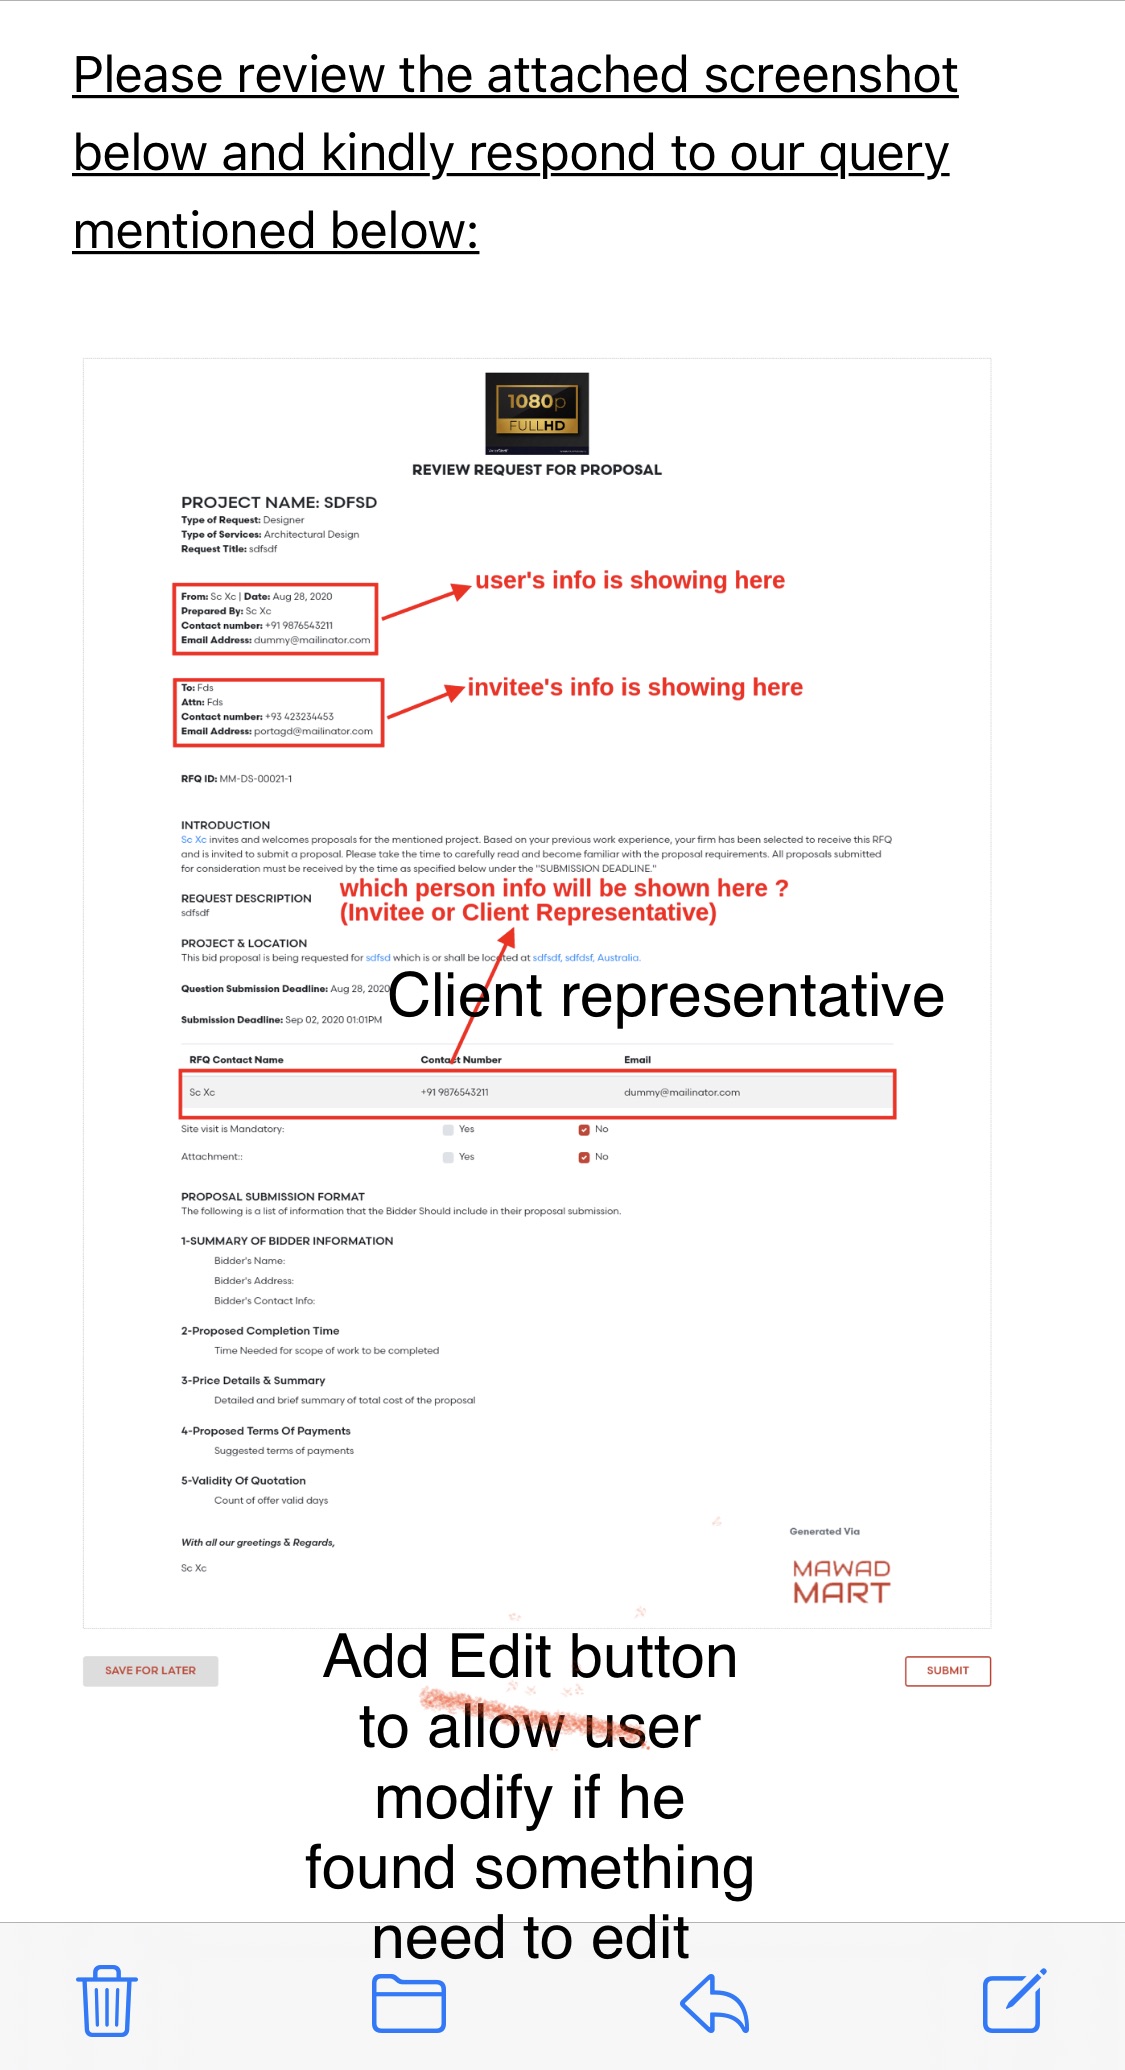 Please review the attached screenshot
below and kindly respond to our query
mentioned below:
1080p
FULLHD
REVIEW REQUEST FOR PROPOSAL
PROJECT NAME: SDFSD
Type of Request: Designer
Type of Services: Architectural Design
Request Title: sdfsdf
user's info is showing here
From: Sc Xc | Date: Aug 28, 2020
Prepared By: Sc Xc
Contact number: +91 9876543211
Email Address: dummy@mailinator.com
invitee's info is showing here
To: Fds
Attn: Fds
Contact number: +93 423234453
Email Address: portagd@mailinator.com
RFQ ID: MM-DS-00021-1
INTRODUCTION
Sc Xc invites and welcomes proposals for the mentioned project. Based on your previous work experience, your firm has been selected to receive this RFQ
and is invited to submit a proposal. Please take the time to carefully read and become familiar with the proposal requirements. All proposals submitted
for consideration must be received by the time as specified below under the "SUBMISSION DEADLINE."
which person info will be shown here ?
(Invitee or Client Representative)
REQUEST DESCRIPTION
sdfsdf
PROJECT & LOCATION
This bid proposal is being requested for sdfsd which is or shall be located at sdfsdf, sdfdsf, Australia.
Question Submission Deadline: Aug 28, 2020
Client representative
Submission Deadline: Sep 02, 2020 01:01PM
RFQ Contact Name Contact Number Email
Sc Xc +91 9876543211 dummy@mailinator.com
Site visit is Mandatory: Yes No
Attachment:: Yes No
PROPOSAL SUBMISSION FORMAT
The following is a list of information that the Bidder Should include in their proposal submission.
1-SUMMARY OF BIDDER INFORMATION
Bidder's Name:
Bidder's Address:
Bidder's Contact Info:
2-Proposed Completion Time
Time Needed for scope of work to be completed
3-Price Details & Summary
Detailed and brief summary of total cost of the proposal
4-Proposed Terms Of Payments
Suggested terms of payments
5-Validity Of Quotation
Count of offer valid days
With all our greetings & Regards,
Sc Xc
Generated Via
MAWAD
MART
SAVE FOR LATER
SUBMIT
Add Edit button
to allow user
modify if he
found something
need to edit